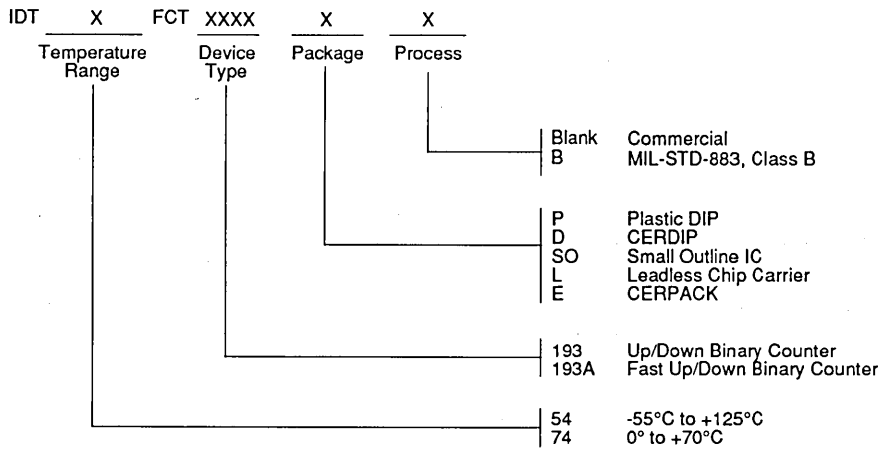 IDT X FCT XXXX X X
Temperature Range Device Type Package Process
Blank Commercial
B MIL-STD-883, Class B
P Plastic DIP
D CERDIP
SO Small Outline IC
L Leadless Chip Carrier
E CERPACK
193 Up/Down Binary Counter
193A Fast Up/Down Binary Counter
54 -55°C to +125°C
74 0° to +70°C